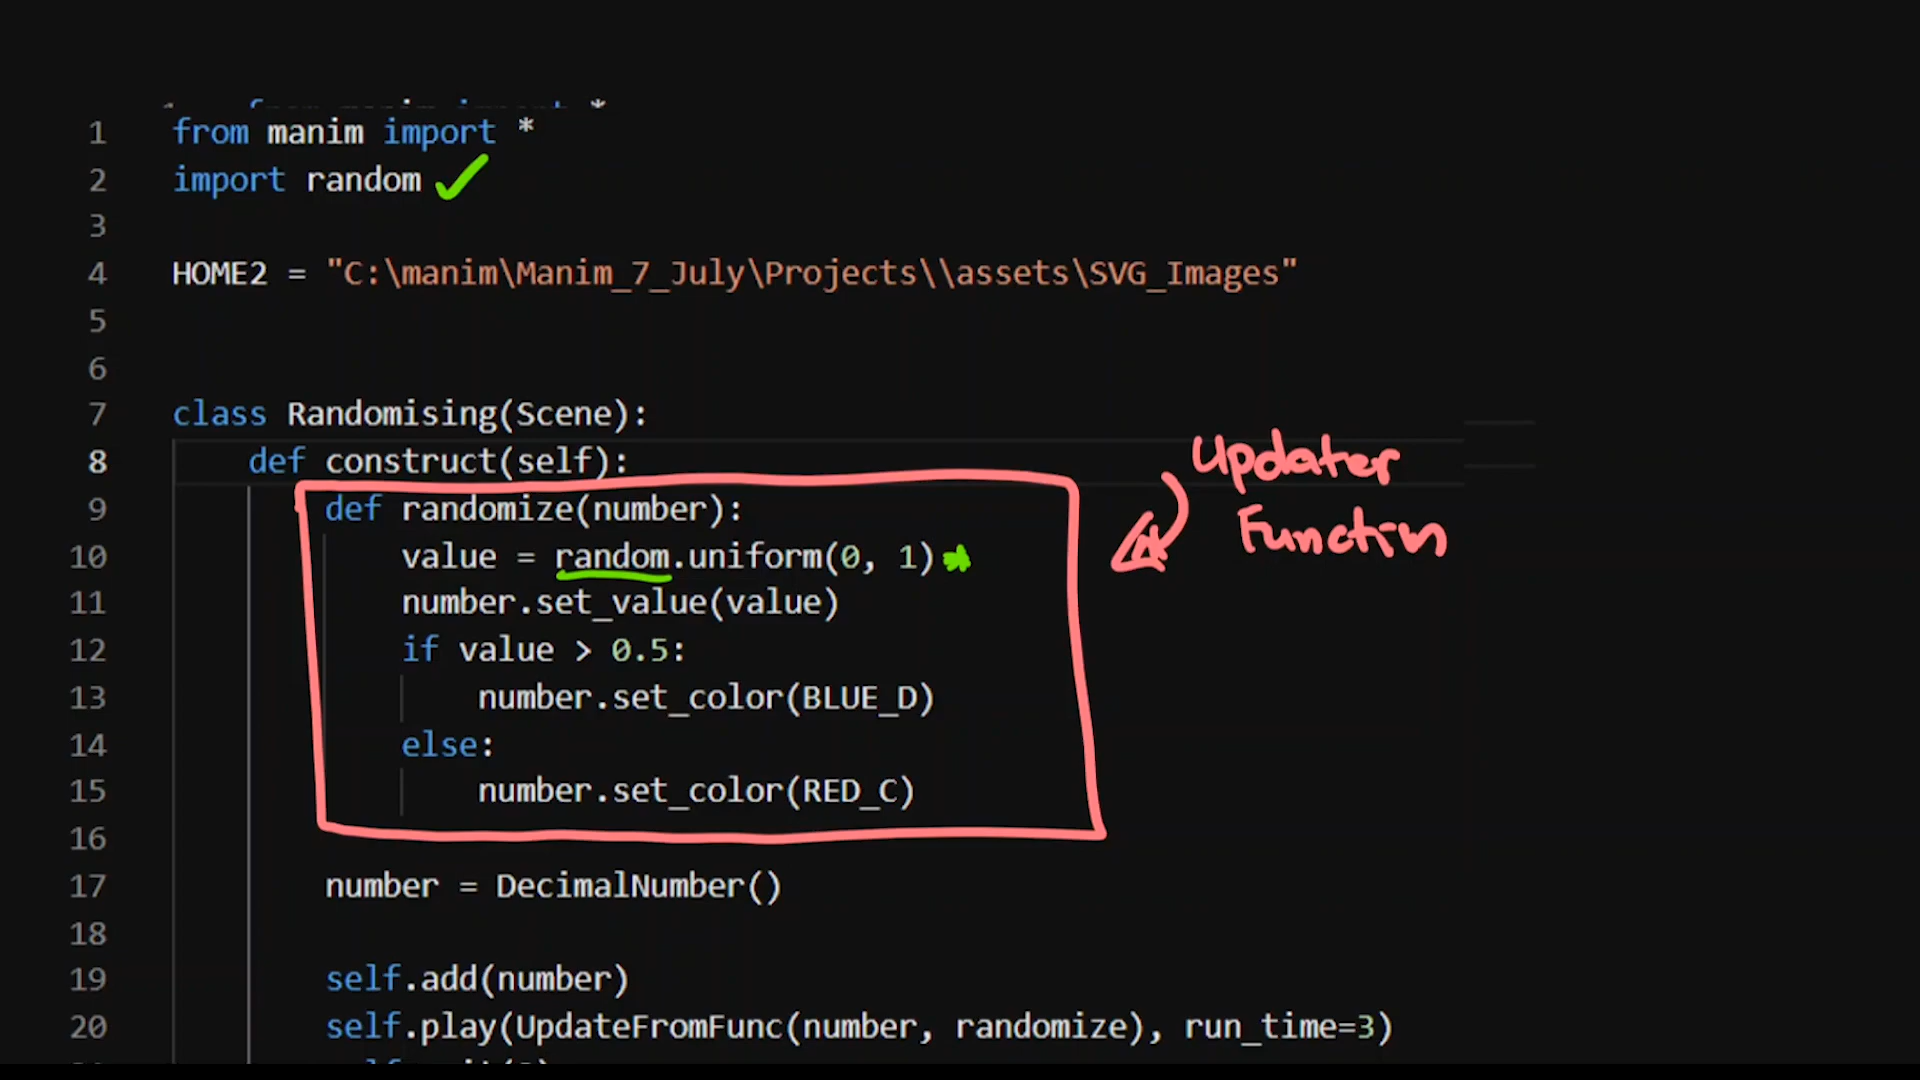 1 from manim import *
2 import random
3
4 HOME2 = "C:\manim\Manim_7_July\Projects\\assets\SVG_Images"
5
6
7 class Randomising(Scene):
8 def construct(self):
9 def randomize(number):
10 value = random.uniform(0, 1)
11 number.set_value(value)
12 if value > 0.5:
13 number.set_color(BLUE_D)
14 else:
15 number.set_color(RED_C)
16
17 number = DecimalNumber()
18
19 self.add(number)
20 self.play(UpdateFromFunc(number, randomize), run_time=3)
Updater
Functin